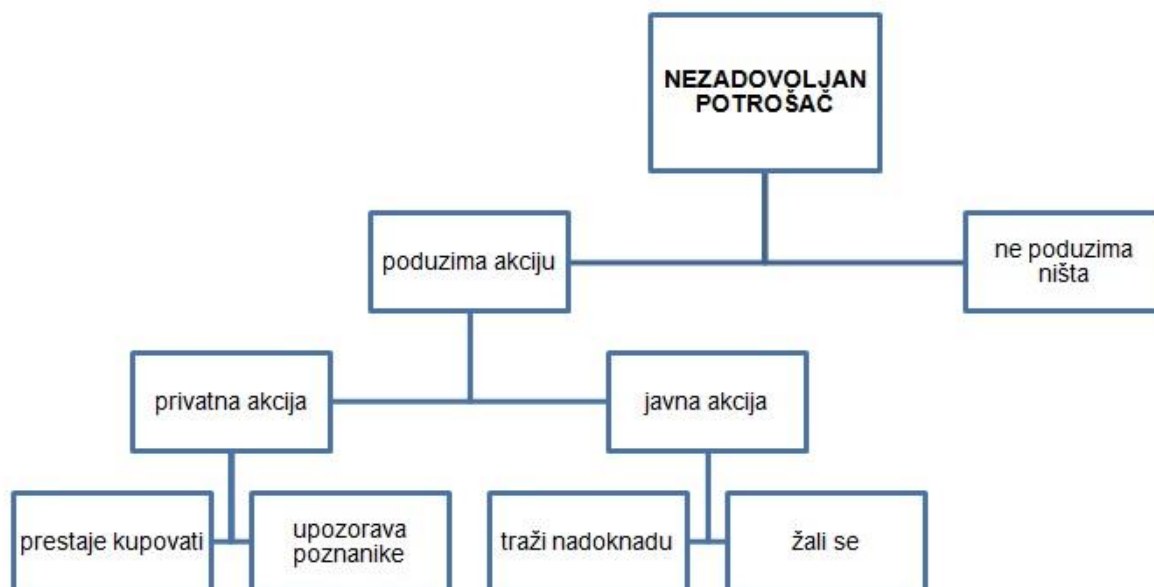 NEZADOVOLJAN
POTROŠAČ
poduzima akciju
ne poduzima
ništa
privatna akcija
javna akcija
prestaje kupovati
upozorava
poznanike
traži nadoknadu
žali se